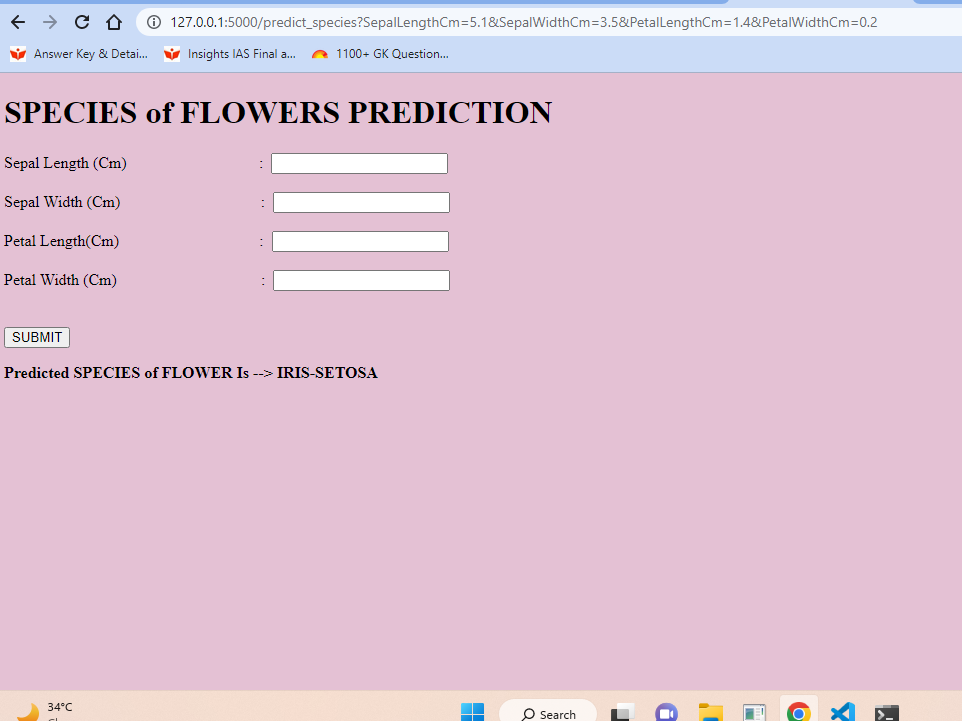 127.0.0.1:5000/predict_species?SepalLengthCm=5.1&SepalWidthCm=3.5&PetalLengthCm=1.4&PetalWidthCm=0.2
Answer Key & Detai... Insights IAS Final a... 1100+ GK Question...
SPECIES of FLOWERS PREDICTION
Sepal Length (Cm) :
Sepal Width (Cm) :
Petal Length(Cm) :
Petal Width (Cm) :
SUBMIT
Predicted SPECIES of FLOWER Is --> IRIS-SETOSA
34°C
Search